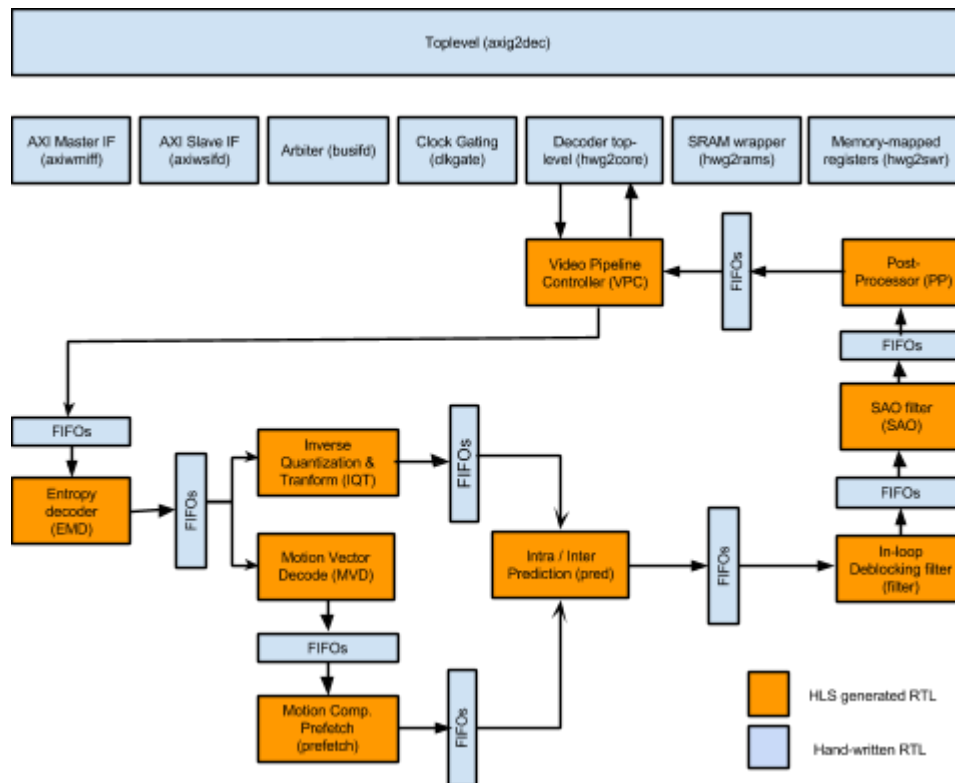 Toplevel (axig2dec)
AXI Master IF
(axiwmiff)
AXI Slave IF
(axiwsifd)
Arbiter (busifd)
Clock Gating
(clkgate)
Decoder top-
level (hwg2core)
SRAM wrapper
(hwg2rams)
Memory-mapped
registers (hwg2swr)
Video Pipeline
Controller (VPC)
FIFOs
Post-
Processor (PP)
FIFOs
SAO filter
(SAO)
FIFOs
FIFOs
Entropy
decoder
(EMD)
FIFOs
Inverse
Quantization &
Tranform (IQT)
FIFOs
Motion Vector
Decode (MVD)
FIFOs
Motion Comp.
Prefetch
(prefetch)
FIFOs
Intra / Inter
Prediction (pred)
FIFOs
In-loop
Deblocking filter
(filter)
HLS generated RTL
Hand-written RTL